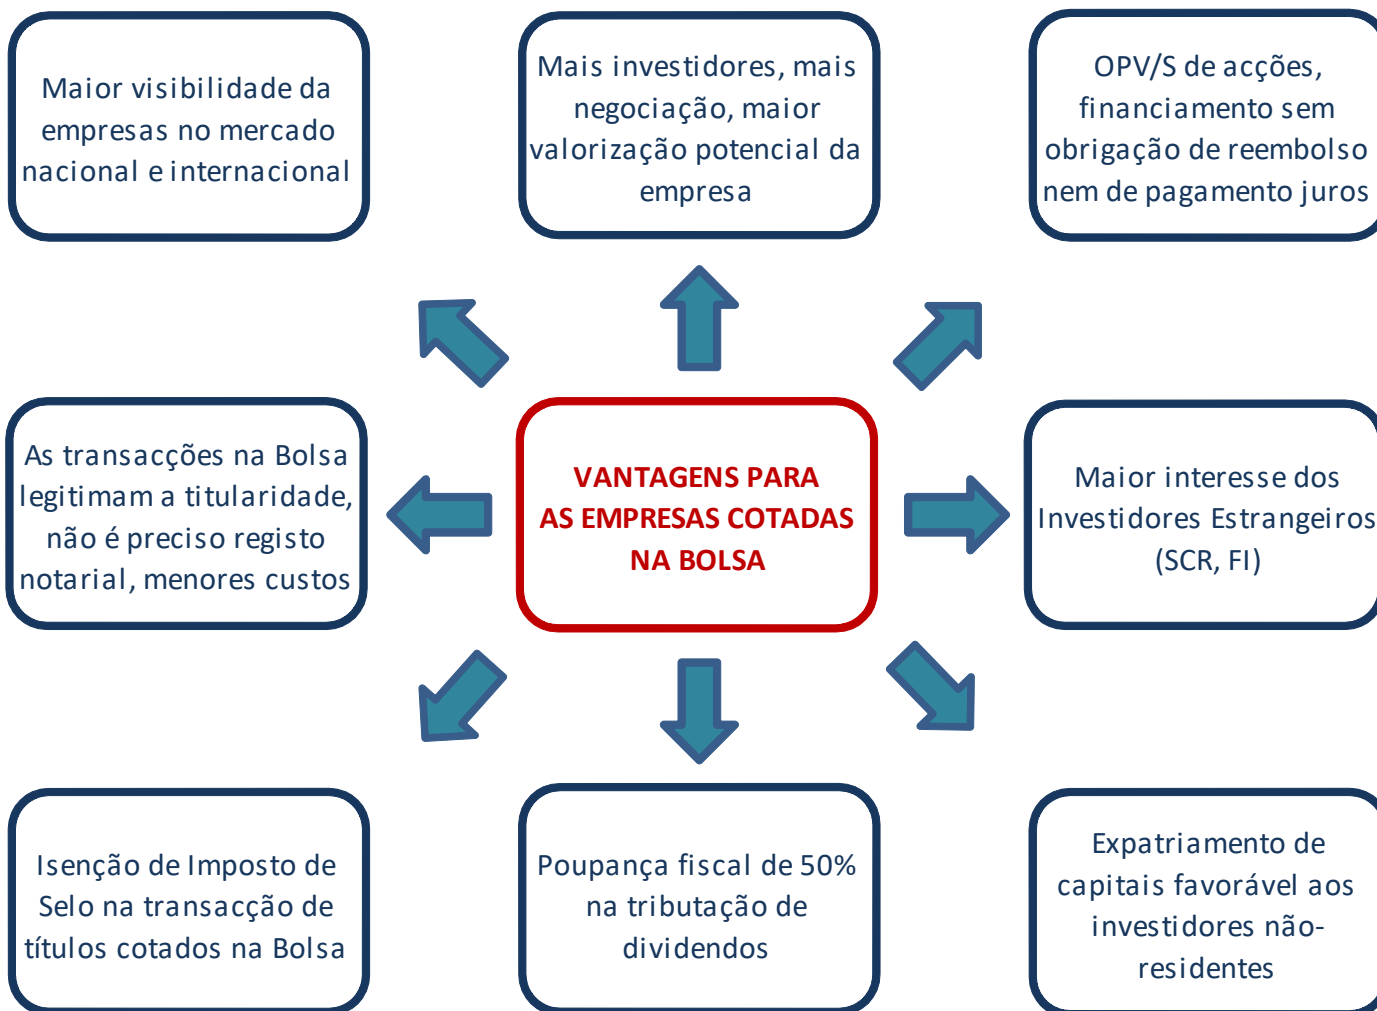 Maior visibilidade da
empresas no mercado
nacional e internacional
Mais investidores, mais
negociação, maior
valorização potencial da
empresa
OPV/S de acções,
financiamento sem
obrigação de reembolso
nem de pagamento juros
As transacções na Bolsa
legitimam a titularidade,
não é preciso registo
notarial, menores custos
VANTAGENS PARA
AS EMPRESAS COTADAS
NA BOLSA
Maior interesse dos
Investidores Estrangeiros
(SCR, FI)
Isenção de Imposto de
Selo na transacção de
títulos cotados na Bolsa
Poupança fiscal de 50%
na tributação de
dividendos
Expatriamento de
capitais favorável aos
investidores não-
residentes